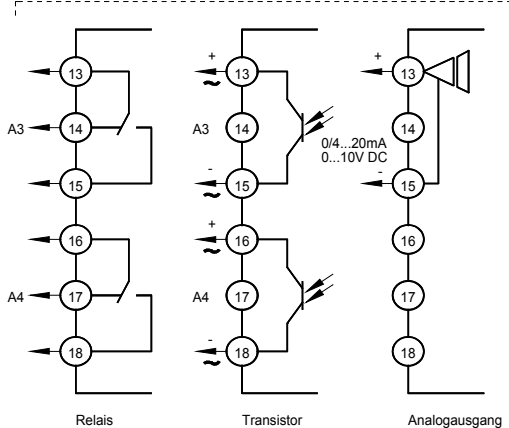 13
A3 14
15
16
A4 17
18
Relais
+
13
~
A3 14
-
15
~
+
16
~
A4 17
-
18
~
Transistor
0/4...20mA
0...10V DC
+
13
14
-
15
16
17
18
Analogausgang